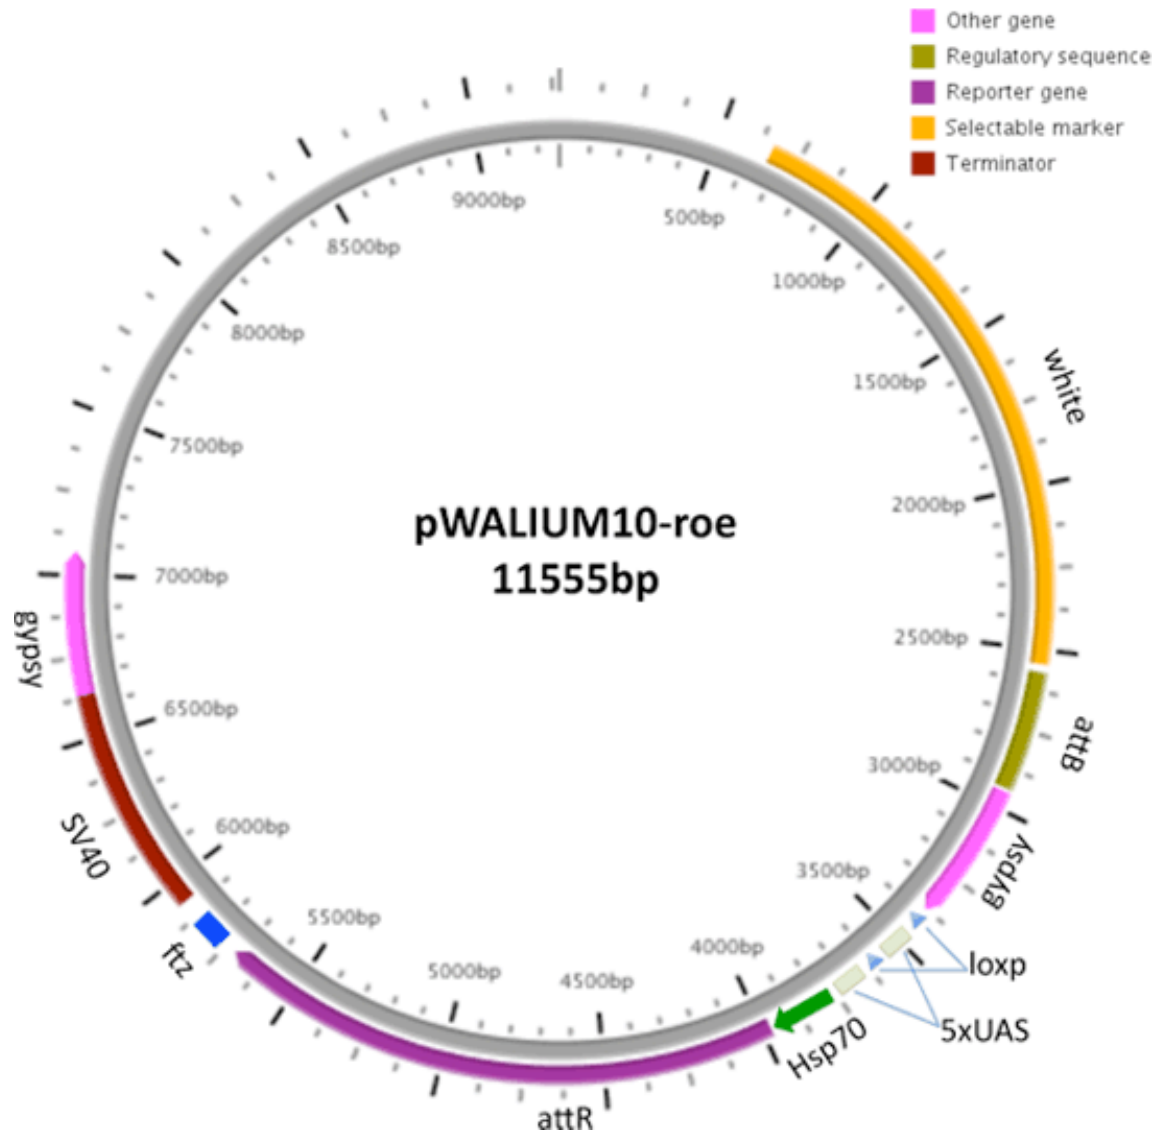 Other gene
Regulatory sequence
Reporter gene
Selectable marker
Terminator
9000bp
500bp
8500bp
1000bp
8000bp
1500bp
white
7500bp
2000bp
pWALIUM10-roe
11555bp
7000bp
gypsy
2500bp
attB
6500bp
3000bp
SV40
6000bp
3500bp
gypsy
ftz
5500bp
4000bp
loxp
5000bp
4500bp
5xUAS
Hsp70
attR